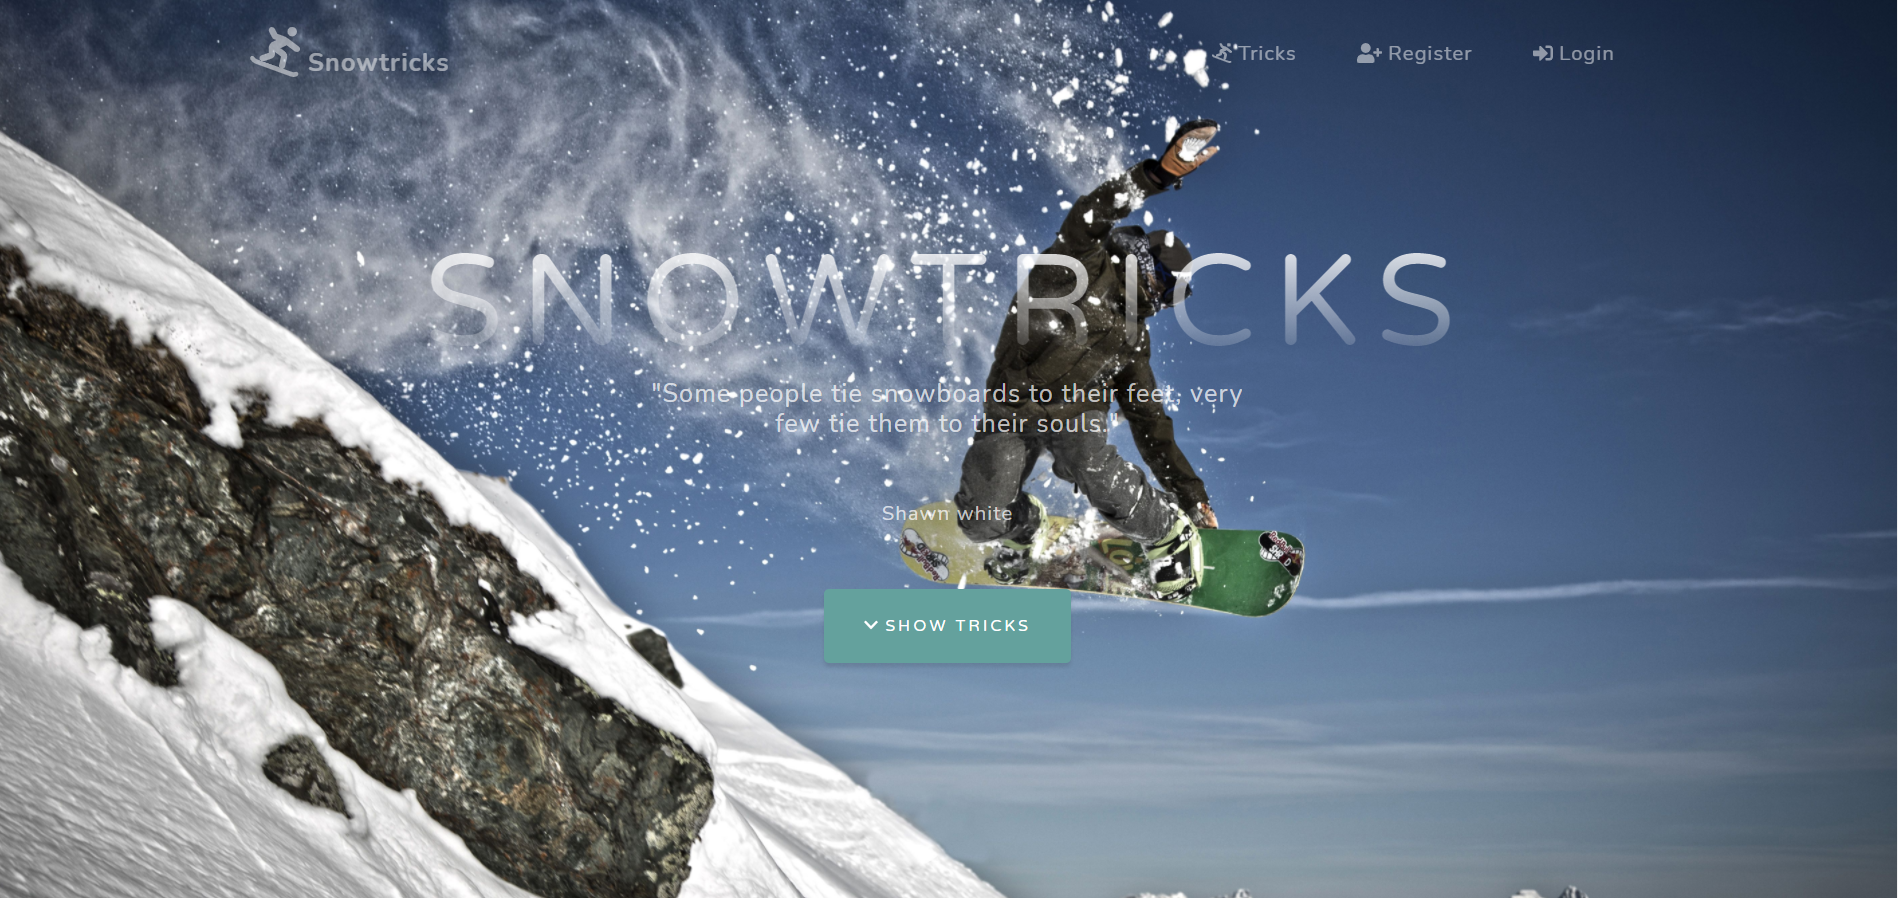 Snowtricks
Tricks
Register
Login
SNOWTRICKS
"Some people tie snowboards to their feet, very
few tie them to their souls."
Shawn white
SHOW TRICKS